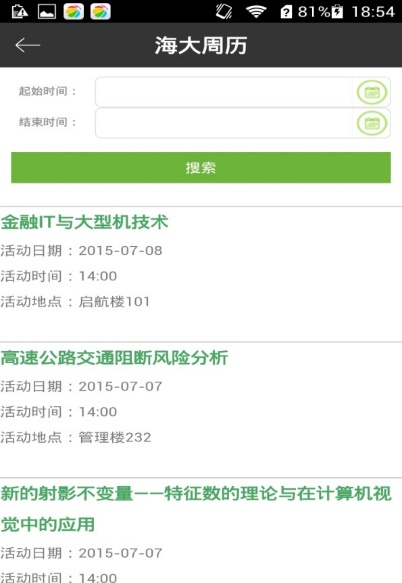 81% 18:54
海大周历
起始时间：
结束时间：
搜索
金融IT与大型机技术
活动日期：2015-07-08
活动时间：14:00
活动地点：启航楼101
高速公路交通阻断风险分析
活动日期：2015-07-07
活动时间：14:00
活动地点：管理楼232
新的射影不变量——特征数的理论与在计算机视
觉中的应用
活动日期：2015-07-07
活动时间：14:00